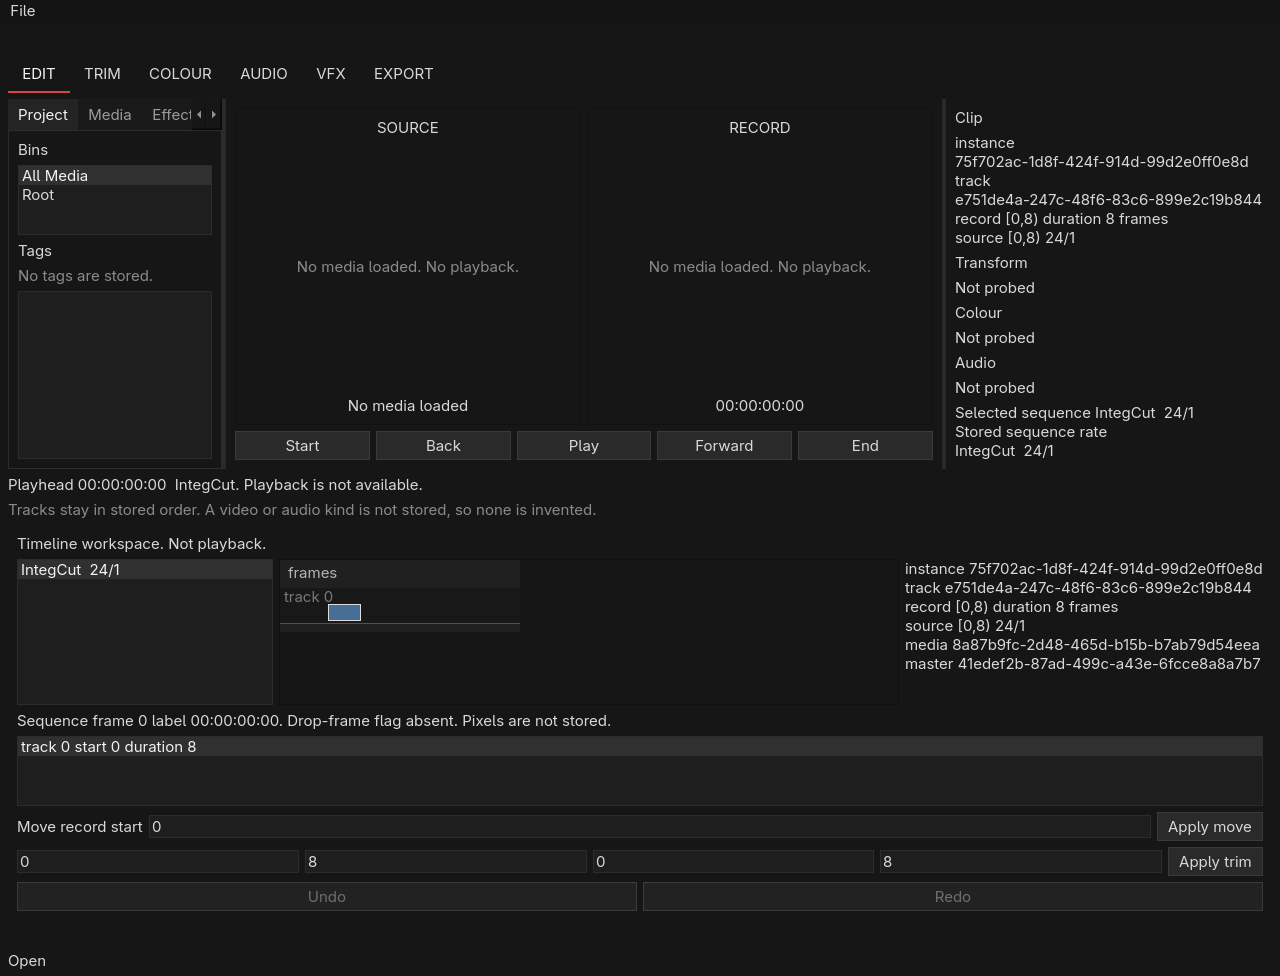 File
EDIT TRIM COLOUR AUDIO VFX EXPORT
Project Media Effect
Bins
All Media
Root
Tags
No tags are stored.
SOURCE
No media loaded. No playback.
No media loaded
RECORD
No media loaded. No playback.
00:00:00:00
Start Back Play Forward End
Clip
instance
75f702ac-1d8f-424f-914d-99d2e0ff0e8d
track
e751de4a-247c-48f6-83c6-899e2c19b844
record [0,8) duration 8 frames
source [0,8) 24/1
Transform
Not probed
Colour
Not probed
Audio
Not probed
Selected sequence IntegCut  24/1
Stored sequence rate
IntegCut  24/1
Playhead 00:00:00:00  IntegCut. Playback is not available.
Tracks stay in stored order. A video or audio kind is not stored, so none is invented.
Timeline workspace. Not playback.
IntegCut  24/1
frames
track 0
instance 75f702ac-1d8f-424f-914d-99d2e0ff0e8d
track e751de4a-247c-48f6-83c6-899e2c19b844
record [0,8) duration 8 frames
source [0,8) 24/1
media 8a87b9fc-2d48-465d-b15b-b7ab79d54eea
master 41edef2b-87ad-499c-a43e-6fcce8a8a7b7
Sequence frame 0 label 00:00:00:00. Drop-frame flag absent. Pixels are not stored.
track 0 start 0 duration 8
Move record start 0 Apply move
0 8 0 8 Apply trim
Undo Redo
Open